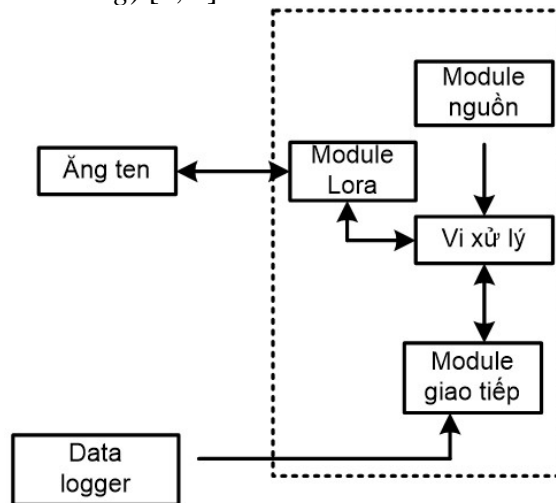 Module
nguồn
Ăng ten
Module
Lora
Vi xử lý
Module
giao tiếp
Data
logger